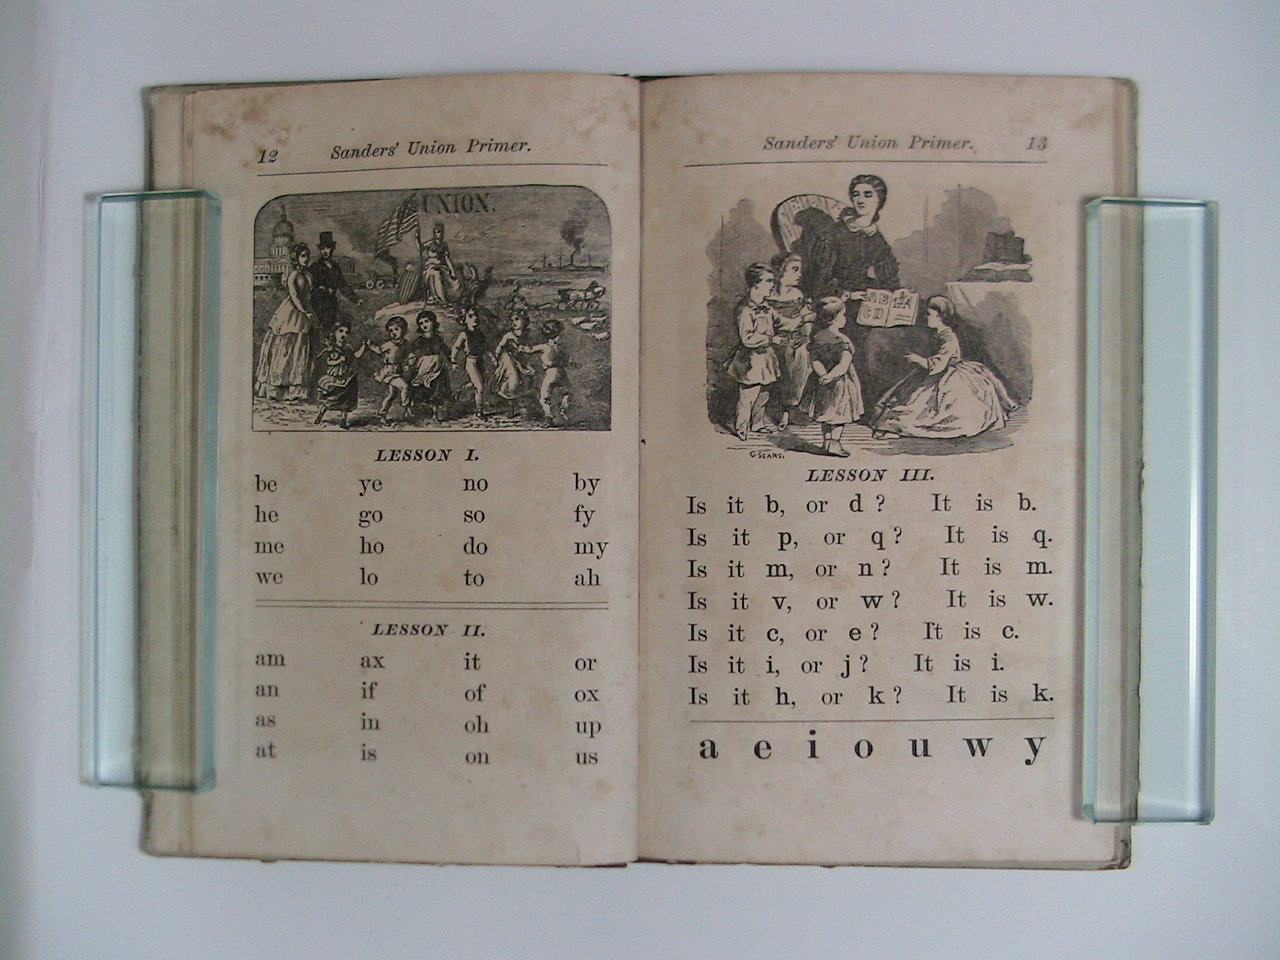 12 Sanders' Union Primer.
UNION.
LESSON I.
be ye no by
he go so fy
me ho do my
we lo to ah
LESSON II.
am ax it or
an if of ox
as in oh up
at is on us
Sanders' Union Primer. 13
C D
LESSON III.
Is it b, or d? It is b.
Is it p, or q? It is q.
Is it m, or n? It is m.
Is it v, or w? It is w.
Is it c, or e? It is c.
Is it i, or j? It is i.
Is it h, or k? It is k.
a e i o u w y